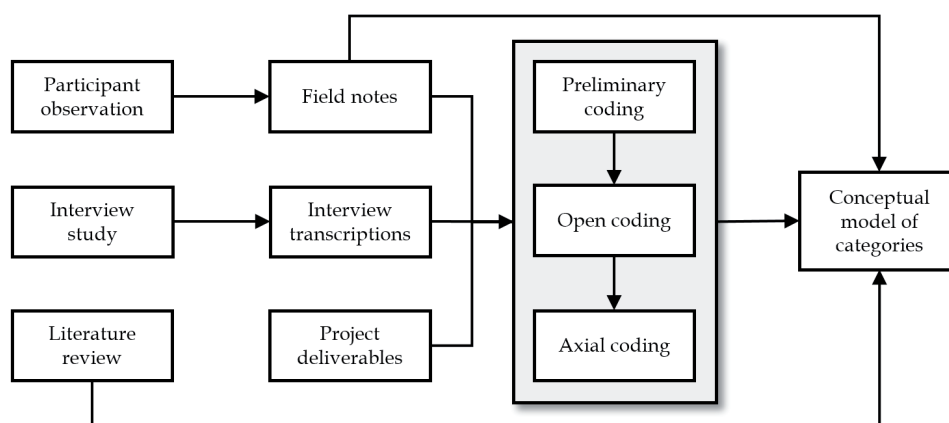 Participant
observation
Field notes
Preliminary
coding
Interview
study
Interview
transcriptions
Open coding
Conceptual
model of
categories
Literature
review
Project
deliverables
Axial coding